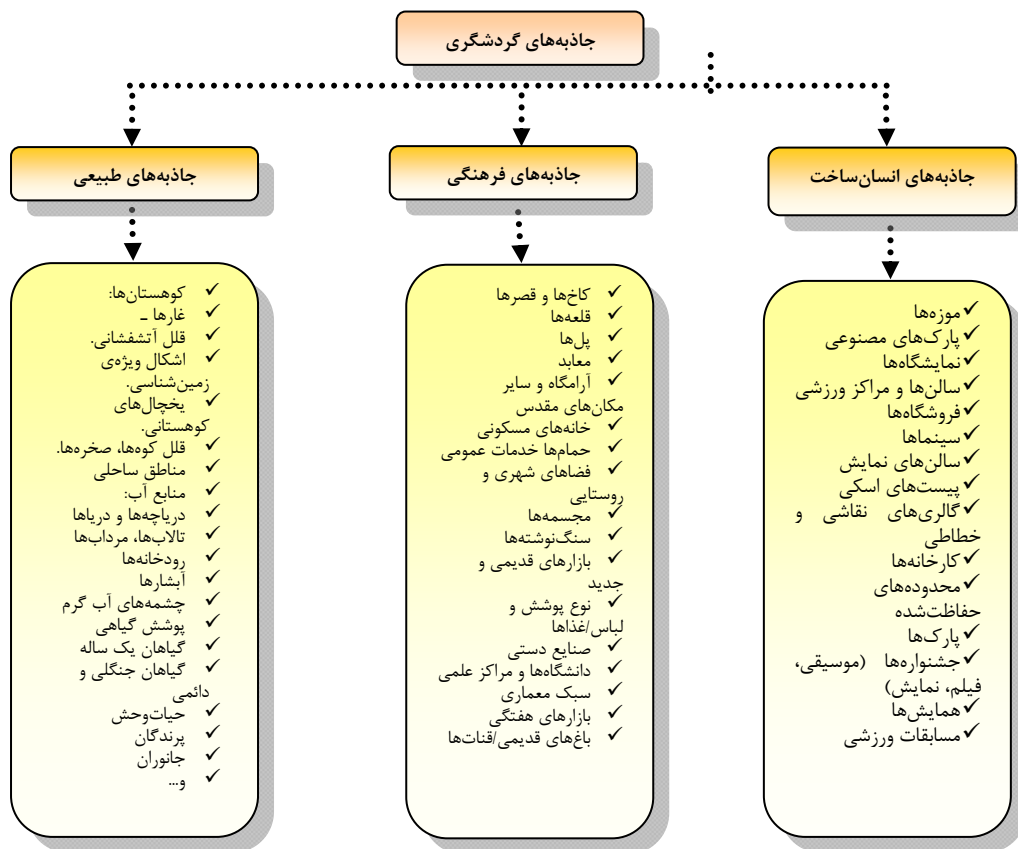 جاذبه‌های گردشگری
جاذبه‌های انسان‌ساخت
جاذبه‌های فرهنگی
جاذبه‌های طبیعی
✓ موزه‌ها
✓ پارک‌های مصنوعی
✓ نمایشگاه‌ها
✓ سالن‌ها و مراکز ورزشی
✓ فروشگاه‌ها
✓ سینماها
✓ سالن‌های نمایش
✓ پیست‌های اسکی
✓ گالری‌های نقاشی و
خطاطی
✓ کارخانه‌ها
✓ محدوده‌های
حفاظت‌شده
✓ پارک‌ها
✓ جشنواره‌ها (موسیقی،
فیلم، نمایش)
✓ همایش‌ها
✓ مسابقات ورزشی
✓ کاخ‌ها و قصرها
✓ قلعه‌ها
✓ پل‌ها
✓ معابد
✓ آرامگاه و سایر
مکان‌های مقدس
✓ خانه‌های مسکونی
✓ حمام‌ها خدمات عمومی
✓ فضاهای شهری و
روستایی
✓ مجسمه‌ها
✓ سنگ‌نوشته‌ها
✓ بازارهای قدیمی و
جدید
✓ نوع پوشش و
لباس/غذاها
✓ صنایع دستی
✓ دانشگاه‌ها و مراکز علمی
✓ سبک معماری
✓ بازارهای هفتگی
✓ باغ‌های قدیمی/قنات‌ها
✓ کوهستان‌ها:
✓ غارها –
✓ قلل آتشفشانی.
✓ اشکال ویژه‌ی
زمین‌شناسی.
✓ یخچال‌های
کوهستانی.
✓ قلل کوه‌ها، صخره‌ها.
✓ مناطق ساحلی
✓ منابع آب:
✓ دریاچه‌ها و دریاها
✓ تالاب‌ها، مرداب‌ها
✓ رودخانه‌ها
✓ آبشارها
✓ چشمه‌های آب گرم
✓ پوشش گیاهی
✓ گیاهان یک ساله
✓ گیاهان جنگلی و
دائمی
✓ حیات‌وحش
✓ پرندگان
✓ جانوران
✓ و...